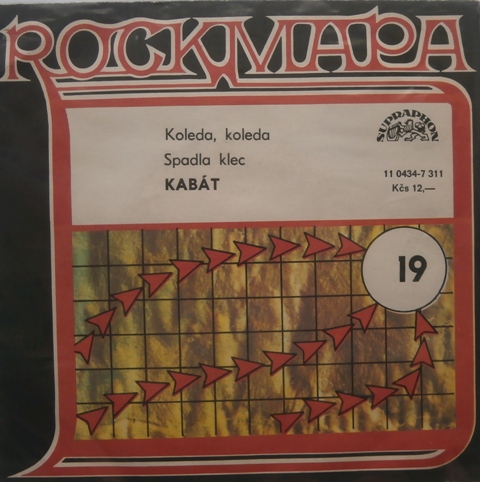 ROCKMAPA
Koleda, koleda
Spadla klec
KABÁT
SUPRAPHON
11 0434-7 311
Kčs 12,—
19